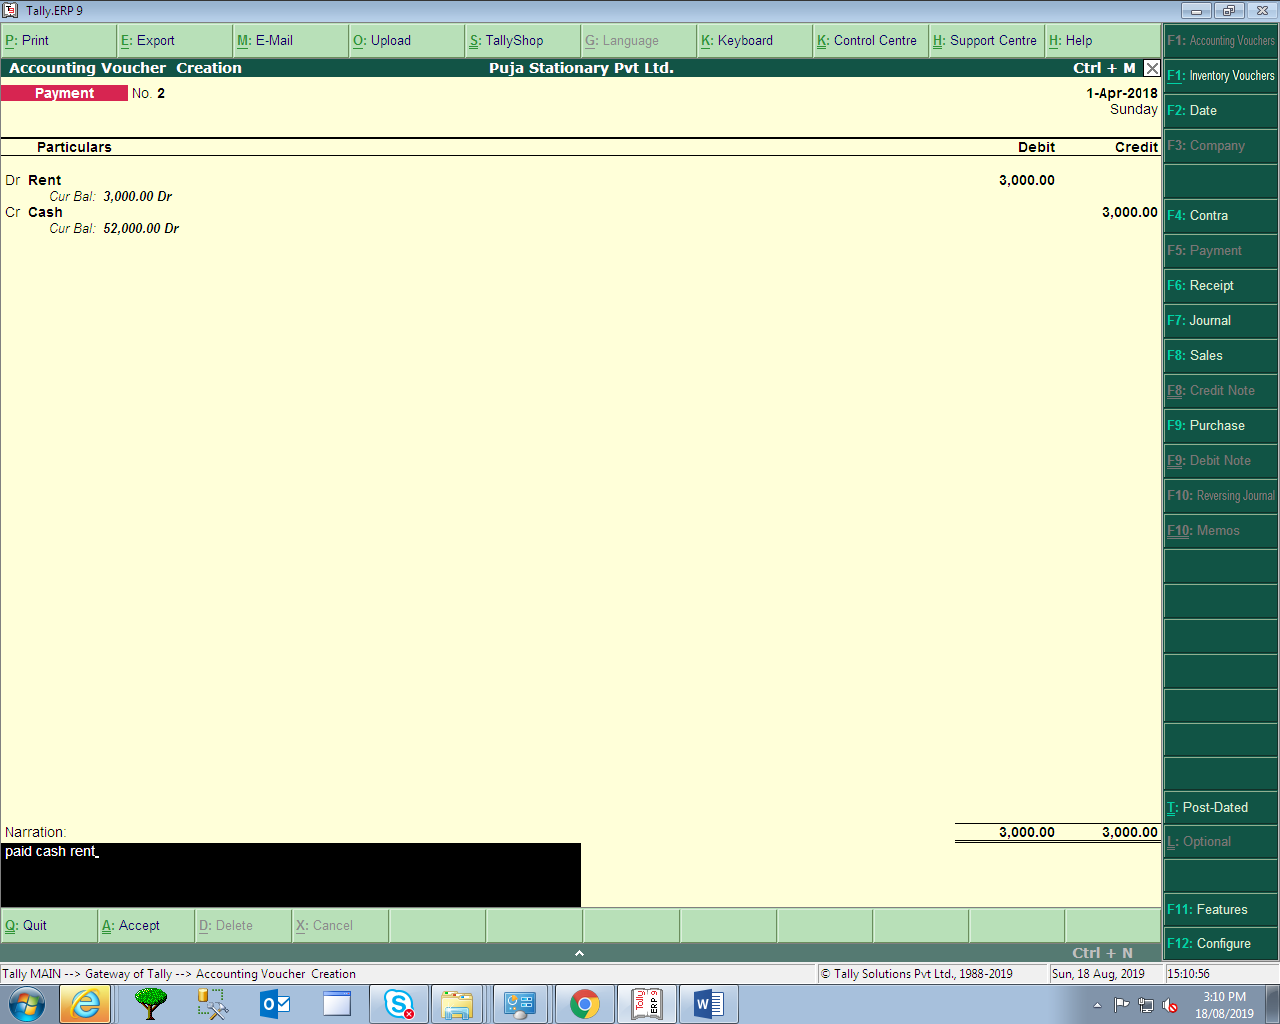 Tally.ERP 9
P: Print E: Export M: E-Mail O: Upload S: TallyShop G: Language K: Keyboard K: Control Centre H: Support Centre H: Help
Accounting Voucher Creation Puja Stationary Pvt Ltd. Ctrl + M
Payment No. 2 1-Apr-2018
Sunday
Particulars Debit Credit
Dr Rent 3,000.00
Cur Bal: 3,000.00 Dr
Cr Cash 3,000.00
Cur Bal: 52,000.00 Dr
Narration: 3,000.00 3,000.00
paid cash rent
Q: Quit A: Accept D: Delete X: Cancel
Ctrl + N
F1: Accounting Vouchers
F1: Inventory Vouchers
F2: Date
F3: Company
F4: Contra
F5: Payment
F6: Receipt
F7: Journal
F8: Sales
F8: Credit Note
F9: Purchase
F9: Debit Note
F10: Reversing Journal
F10: Memos
T: Post-Dated
L: Optional
F11: Features
F12: Configure
Tally MAIN --> Gateway of Tally --> Accounting Voucher Creation © Tally Solutions Pvt Ltd., 1988-2019 Sun, 18 Aug, 2019 15:10:56
3:10 PM
18/08/2019